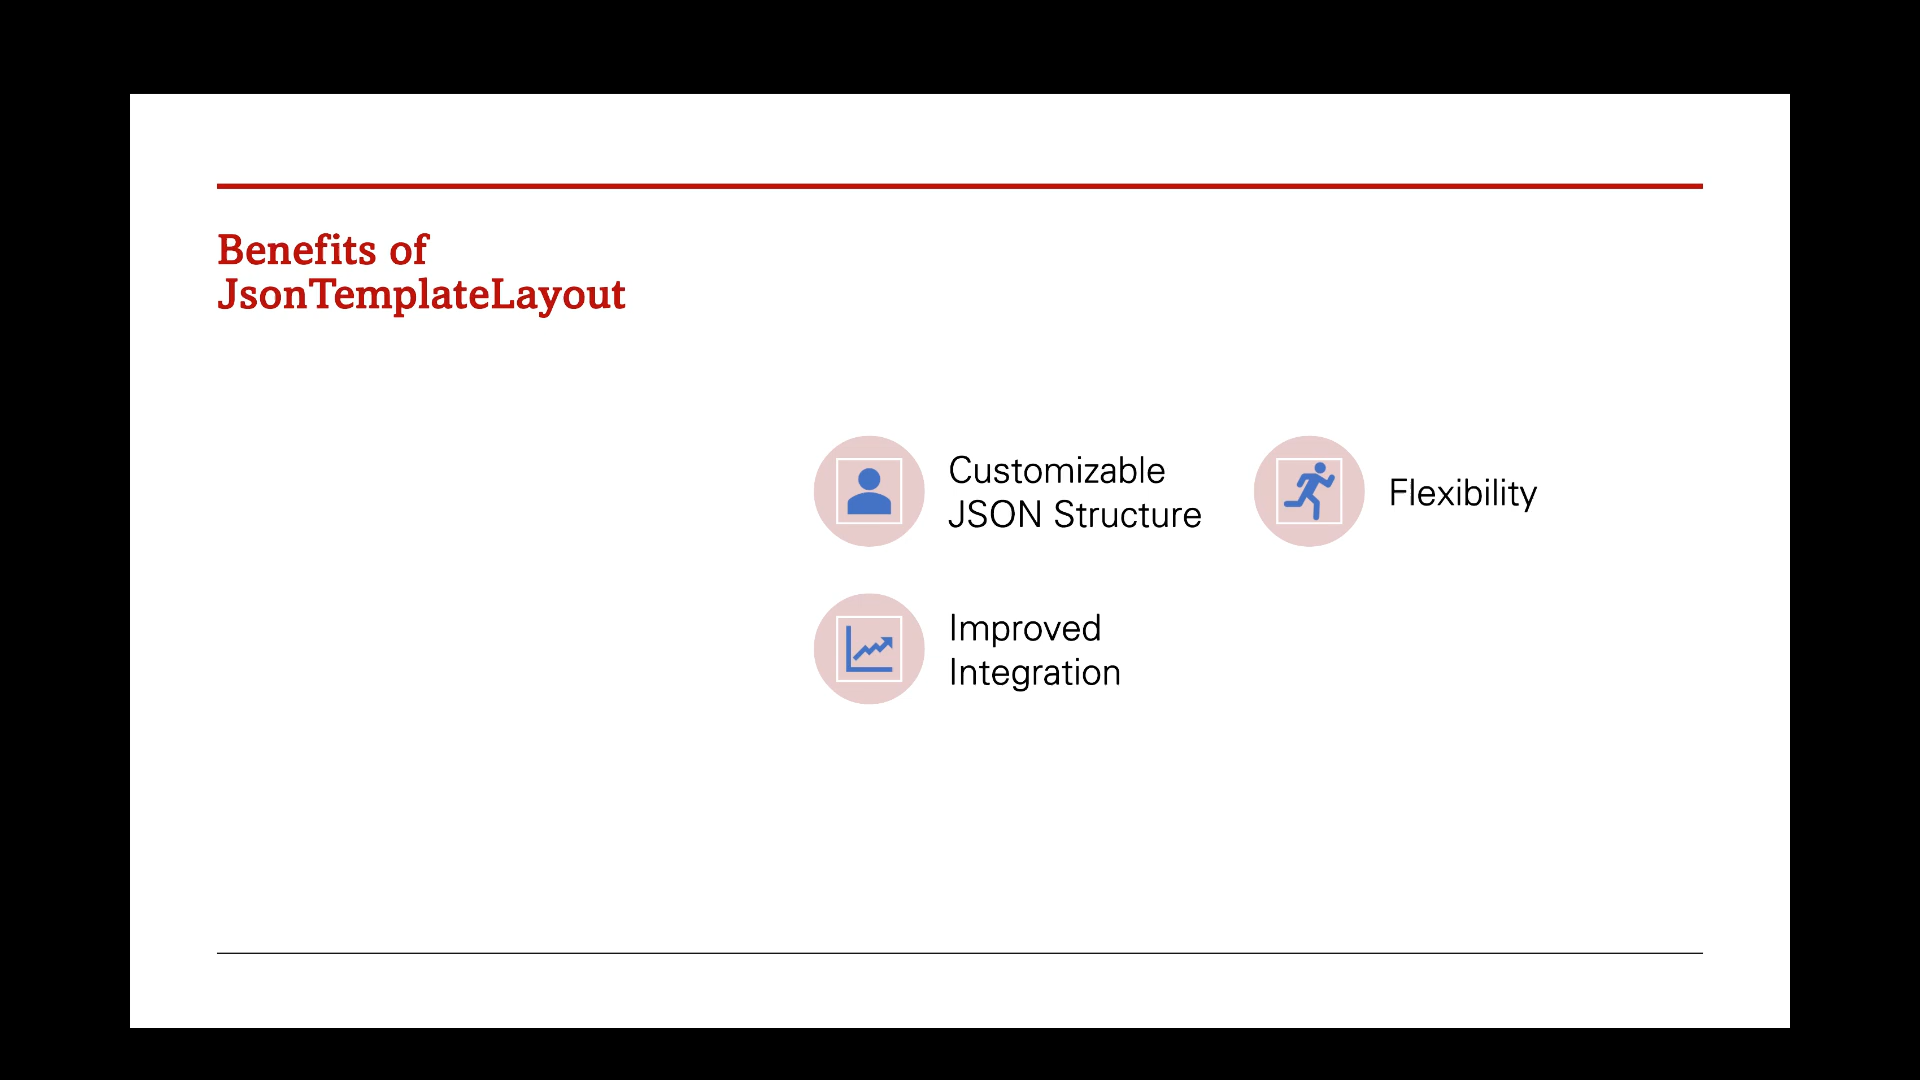 Benefits of
JsonTemplateLayout
Customizable
JSON Structure
Flexibility
Improved
Integration